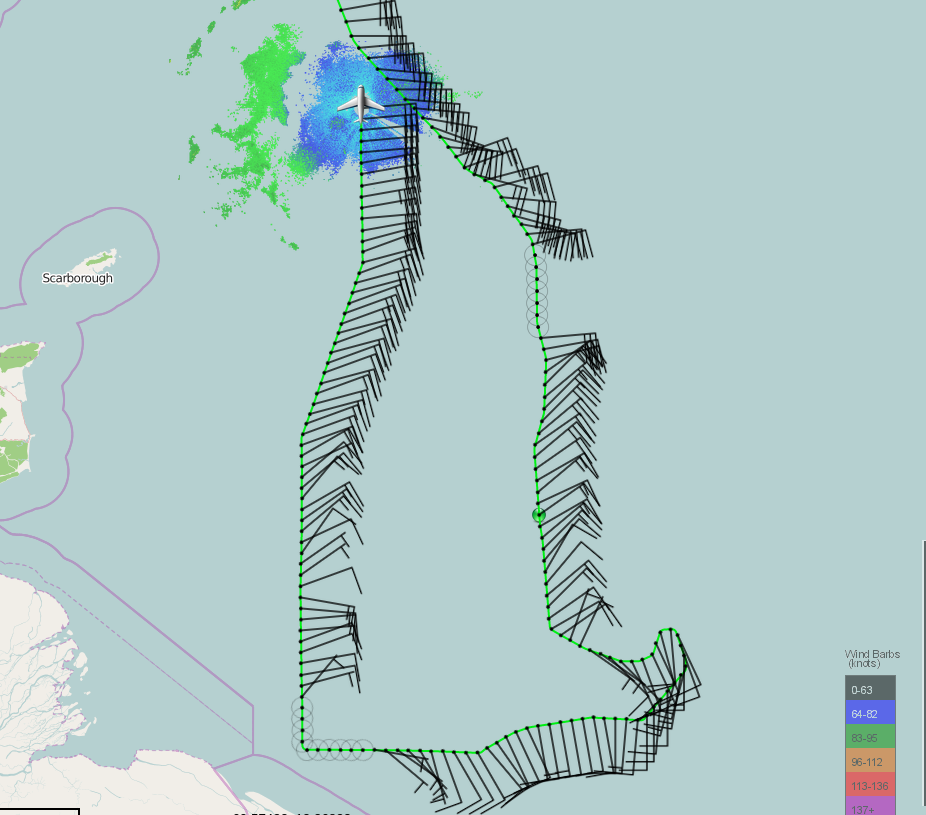 Scarborough
Wind Barbs
(knots)
0-63
64-82
83-95
96-112
113-136
137+